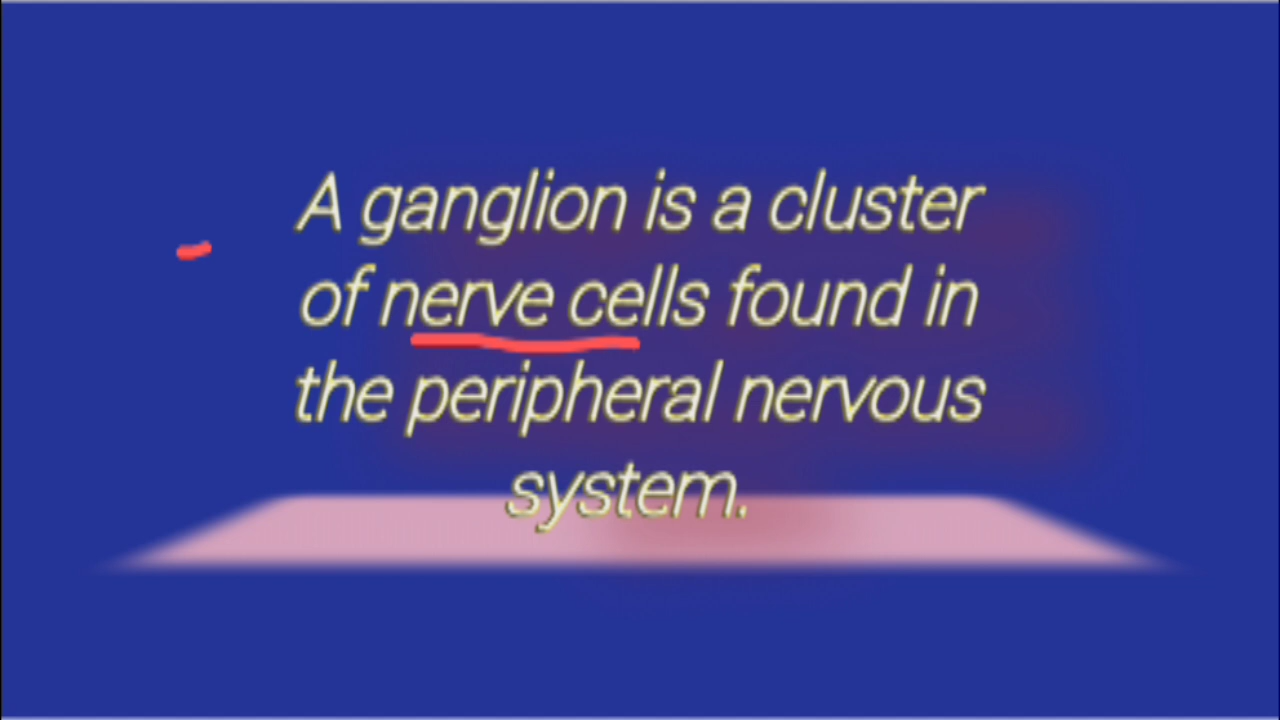 A ganglion is a cluster
of nerve cells found in
the peripheral nervous
system.